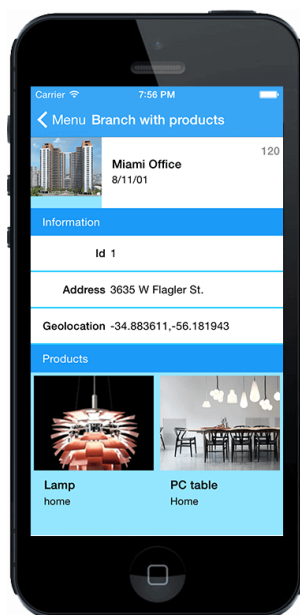 Carrier 7:56 PM
Menu Branch with products
120
Miami Office
8/11/01
Information
Id 1
Address 3635 W Flagler St.
Geolocation -34.883611,-56.181943
Products
Lamp PC table
home Home